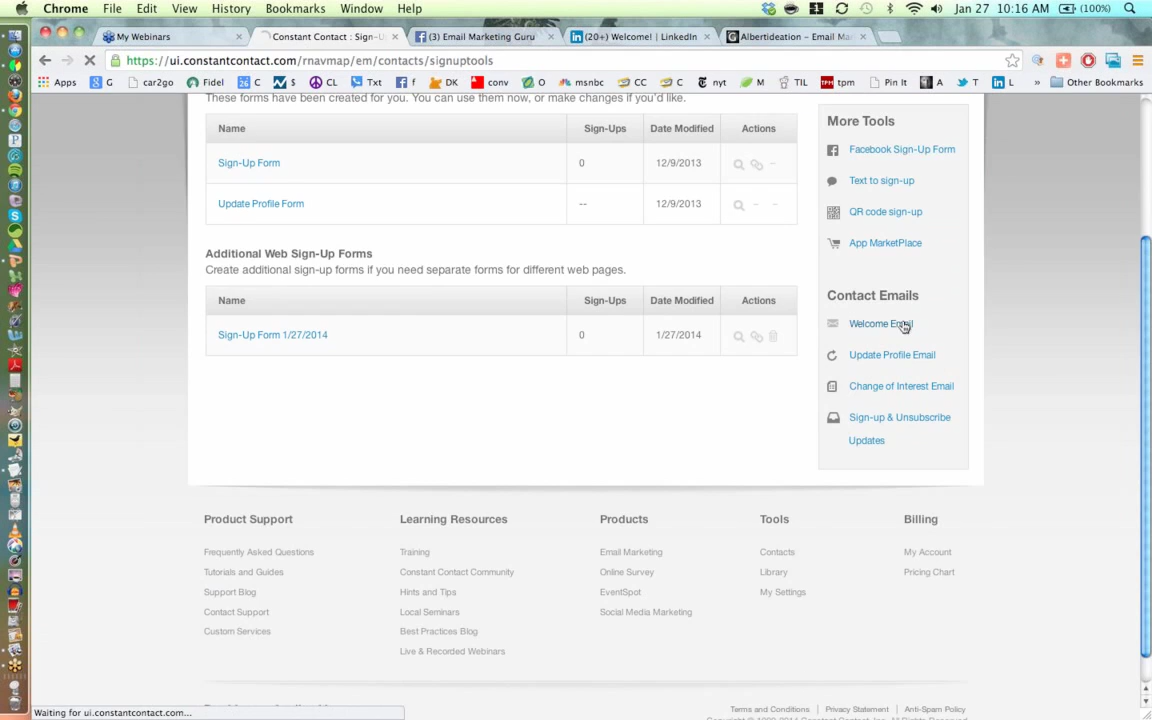 Chrome File Edit View History Bookmarks Window Help Jan 27 10:16 AM (100%)
My Webinars Constant Contact : Sign-U (3) Email Marketing Guru (20+) Welcome! | LinkedIn Albertideation – Email Ma
https://ui.constantcontact.com/rnavmap/em/contacts/signuptools
Apps G car2go Fidel C $ CL Txt f DK conv O msnbc CC C nyt M TIL tpm Pin It A T L » Other Bookmarks
These forms have been created for you. You can use them now, or make changes if you'd like.
Name Sign-Ups Date Modified Actions
Sign-Up Form 0 12/9/2013 –
Update Profile Form -- 12/9/2013 – –
Additional Web Sign-Up Forms
Create additional sign-up forms if you need separate forms for different web pages.
Name Sign-Ups Date Modified Actions
Sign-Up Form 1/27/2014 0 1/27/2014
More Tools
Facebook Sign-Up Form
Text to sign-up
QR code sign-up
App MarketPlace
Contact Emails
Welcome Email
Update Profile Email
Change of Interest Email
Sign-up & Unsubscribe
Updates
Product Support
Frequently Asked Questions
Tutorials and Guides
Support Blog
Contact Support
Custom Services
Learning Resources
Training
Constant Contact Community
Hints and Tips
Local Seminars
Best Practices Blog
Live & Recorded Webinars
Products
Email Marketing
Online Survey
EventSpot
Social Media Marketing
Tools
Contacts
Library
My Settings
Billing
My Account
Pricing Chart
Terms and Conditions | Privacy Statement | Anti-Spam Policy
Waiting for ui.constantcontact.com...